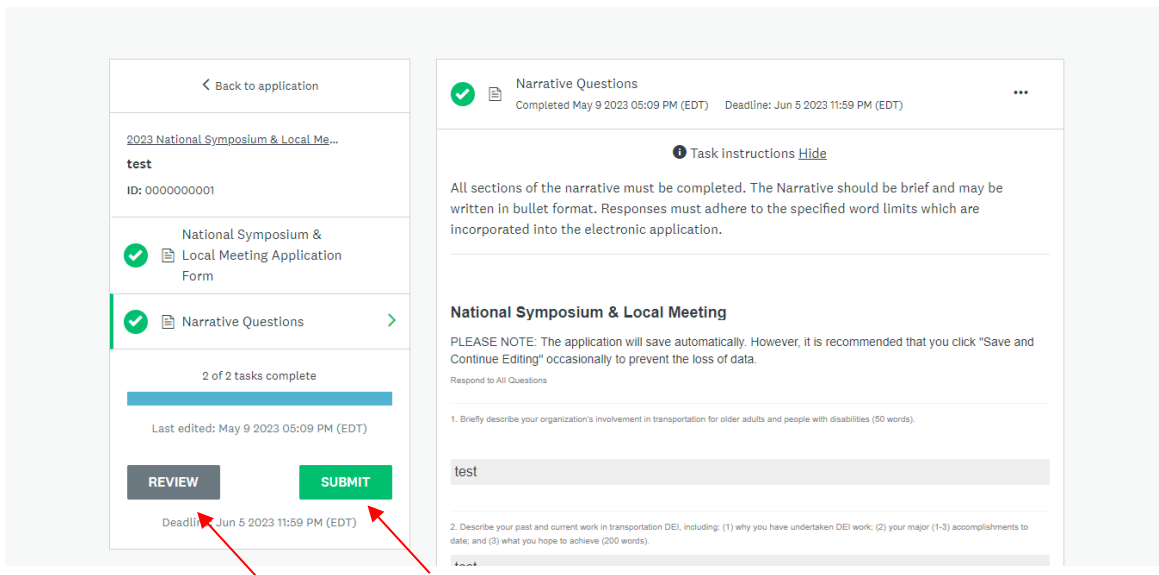 Back to application
2023 National Symposium & Local Me...
test
ID: 0000000001
National Symposium &
Local Meeting Application
Form
Narrative Questions
2 of 2 tasks complete
Last edited: May 9 2023 05:09 PM (EDT)
REVIEW SUBMIT
Deadline: Jun 5 2023 11:59 PM (EDT)
Narrative Questions
Completed May 9 2023 05:09 PM (EDT) Deadline: Jun 5 2023 11:59 PM (EDT)
Task instructions Hide
All sections of the narrative must be completed. The Narrative should be brief and may be
written in bullet format. Responses must adhere to the specified word limits which are
incorporated into the electronic application.
National Symposium & Local Meeting
PLEASE NOTE: The application will save automatically. However, it is recommended that you click "Save and
Continue Editing" occasionally to prevent the loss of data.
Respond to All Questions
1. Briefly describe your organization's involvement in transportation for older adults and people with disabilities (50 words).
test
2. Describe your past and current work in transportation DEI, including: (1) why you have undertaken DEI work; (2) your major (1-3) accomplishments to
date; and (3) what you hope to achieve (200 words).
test